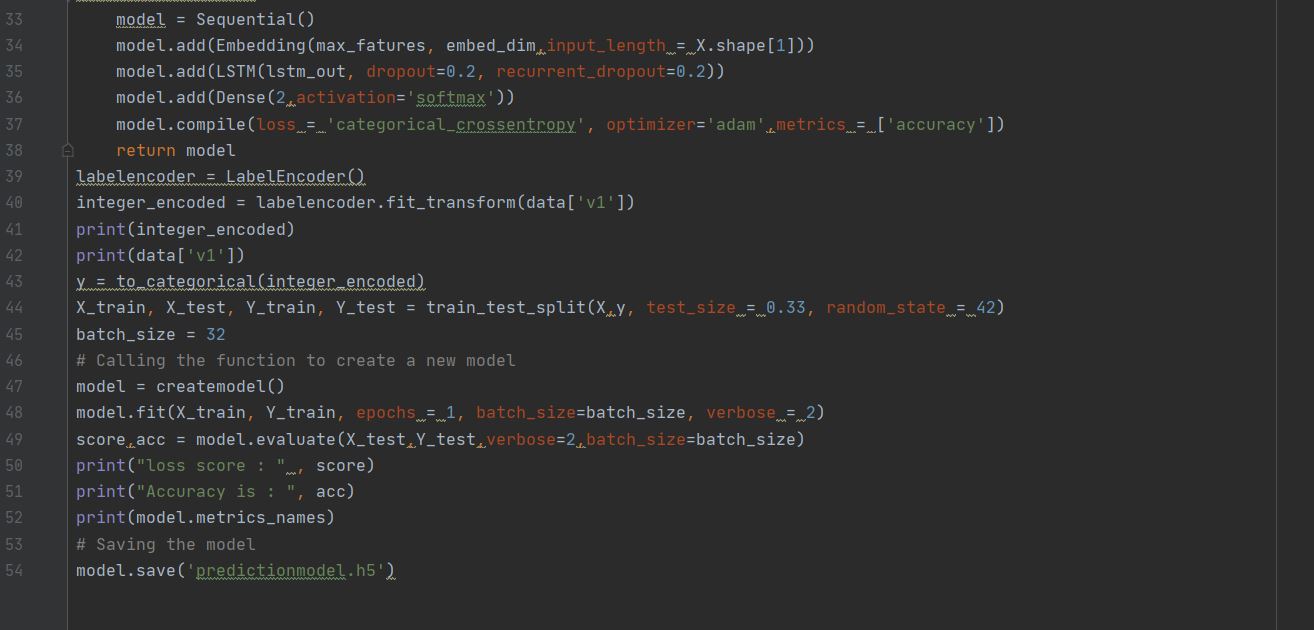 33 model = Sequential()
34 model.add(Embedding(max_fatures, embed_dim,input_length = X.shape[1]))
35 model.add(LSTM(lstm_out, dropout=0.2, recurrent_dropout=0.2))
36 model.add(Dense(2,activation='softmax'))
37 model.compile(loss = 'categorical_crossentropy', optimizer='adam',metrics = ['accuracy'])
38 return model
39 labelencoder = LabelEncoder()
40 integer_encoded = labelencoder.fit_transform(data['v1'])
41 print(integer_encoded)
42 print(data['v1'])
43 y = to_categorical(integer_encoded)
44 X_train, X_test, Y_train, Y_test = train_test_split(X,y, test_size = 0.33, random_state = 42)
45 batch_size = 32
46 # Calling the function to create a new model
47 model = createmodel()
48 model.fit(X_train, Y_train, epochs = 1, batch_size=batch_size, verbose = 2)
49 score,acc = model.evaluate(X_test,Y_test,verbose=2,batch_size=batch_size)
50 print("loss score : " , score)
51 print("Accuracy is : ", acc)
52 print(model.metrics_names)
53 # Saving the model
54 model.save('predictionmodel.h5')